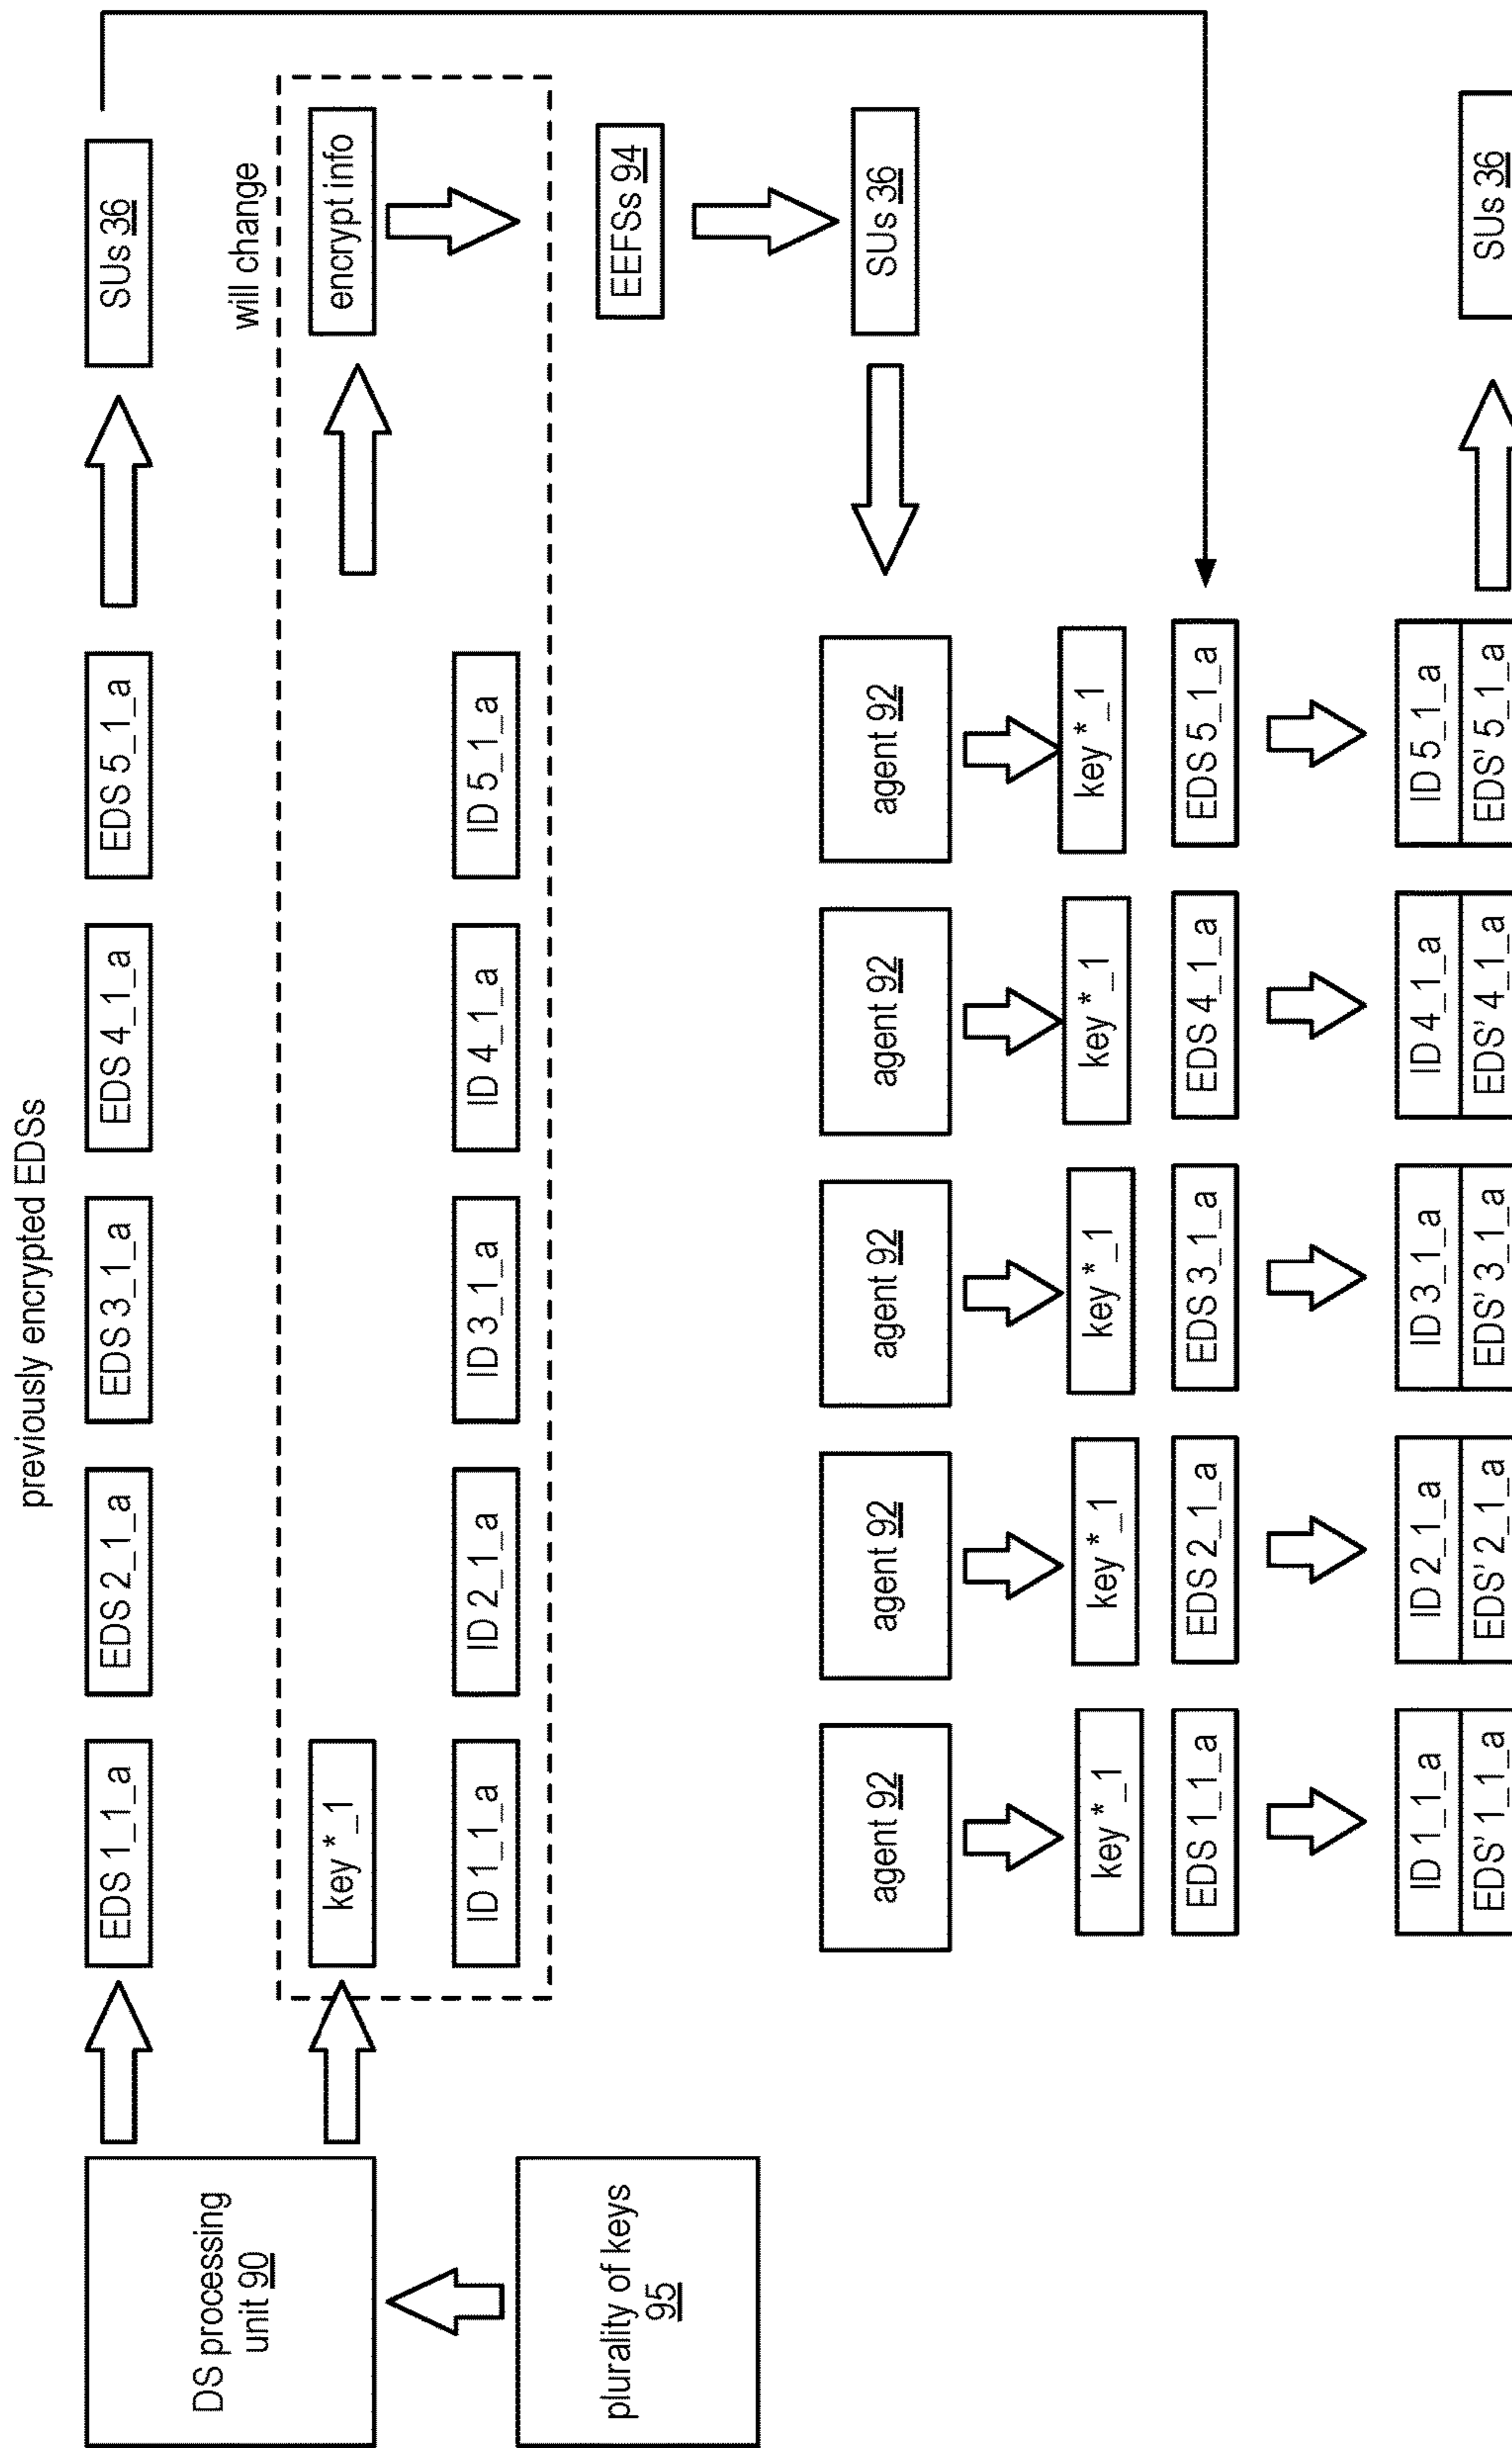 previously encrypted EDSs
DS processing
unit 90
EDS 1_1_a
EDS 2_1_a
EDS 3_1_a
EDS 4_1_a
EDS 5_1_a
SUs 36
will change
key *_1
encrypt info
plurality of keys
95
ID 1_1_a
ID 2_1_a
ID 3_1_a
ID 4_1_a
ID 5_1_a
EEFSs 94
agent 92
agent 92
agent 92
agent 92
agent 92
SUs 36
key *_1
key *_1
key *_1
key *_1
key *_1
EDS 1_1_a
EDS 2_1_a
EDS 3_1_a
EDS 4_1_a
EDS 5_1_a
ID 1_1_a
ID 2_1_a
ID 3_1_a
ID 4_1_a
ID 5_1_a
EDS' 1_1_a
EDS' 2_1_a
EDS' 3_1_a
EDS' 4_1_a
EDS' 5_1_a
SUs 36